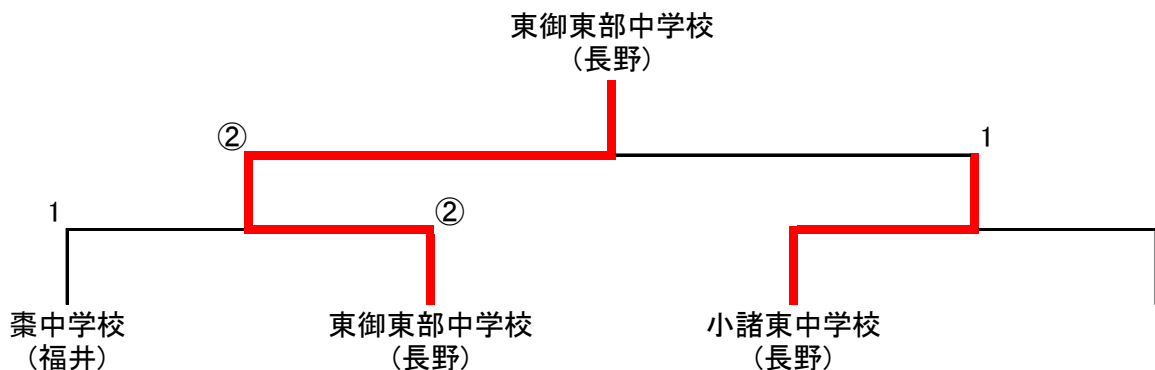 東御東部中学校
(長野)
② 1
1 ②
棗中学校 東御東部中学校 小諸東中学校
(福井) (長野) (長野)